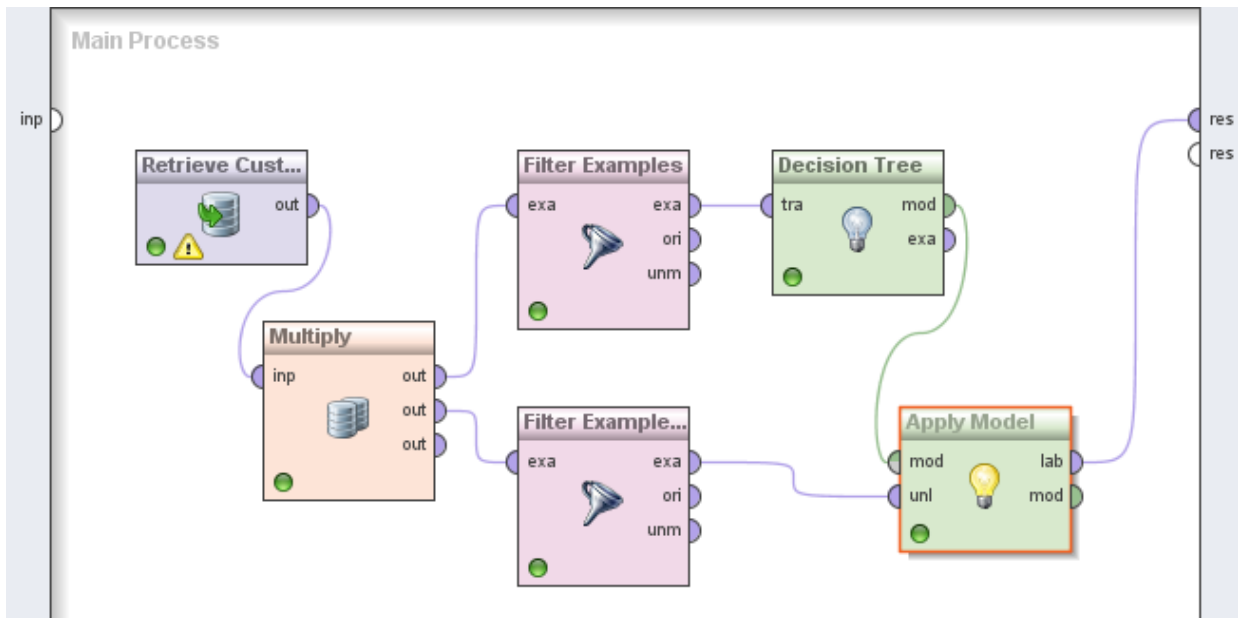 Main Process
inp
res
res
Retrieve Cust...
out
Filter Examples
exa
exa
ori
unm
Decision Tree
tra
mod
exa
Multiply
inp
out
out
out
Filter Example...
exa
exa
ori
unm
Apply Model
mod
lab
unl
mod